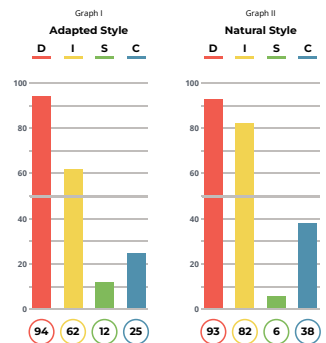 Graph I
Adapted Style
D I S C
100
80
60
40
20
0
94 62 12 25
Graph II
Natural Style
D I S C
100
80
60
40
20
0
93 82 6 38